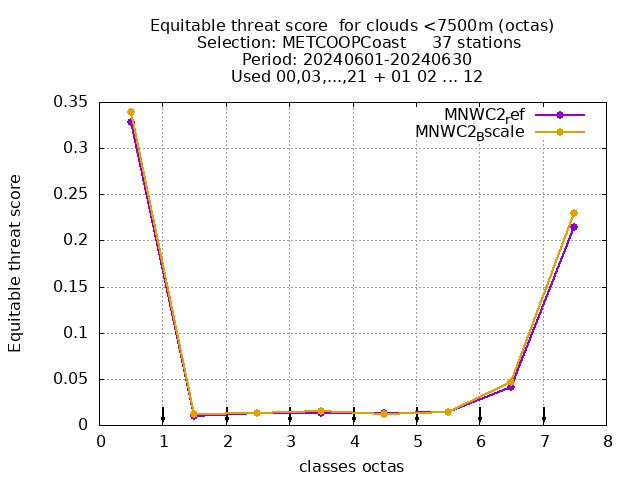 Equitable threat score  for clouds <7500m (octas)
Selection: METCOOPCoast     37 stations
Period: 20240601-20240630
Used 00,03,...,21 + 01 02 ... 12
MNWC2ref
MNWC2Bscale
0.35
0.3
0.25
0.2
0.15
0.1
0.05
0
Equitable threat score
0 1 2 3 4 5 6 7 8
classes octas